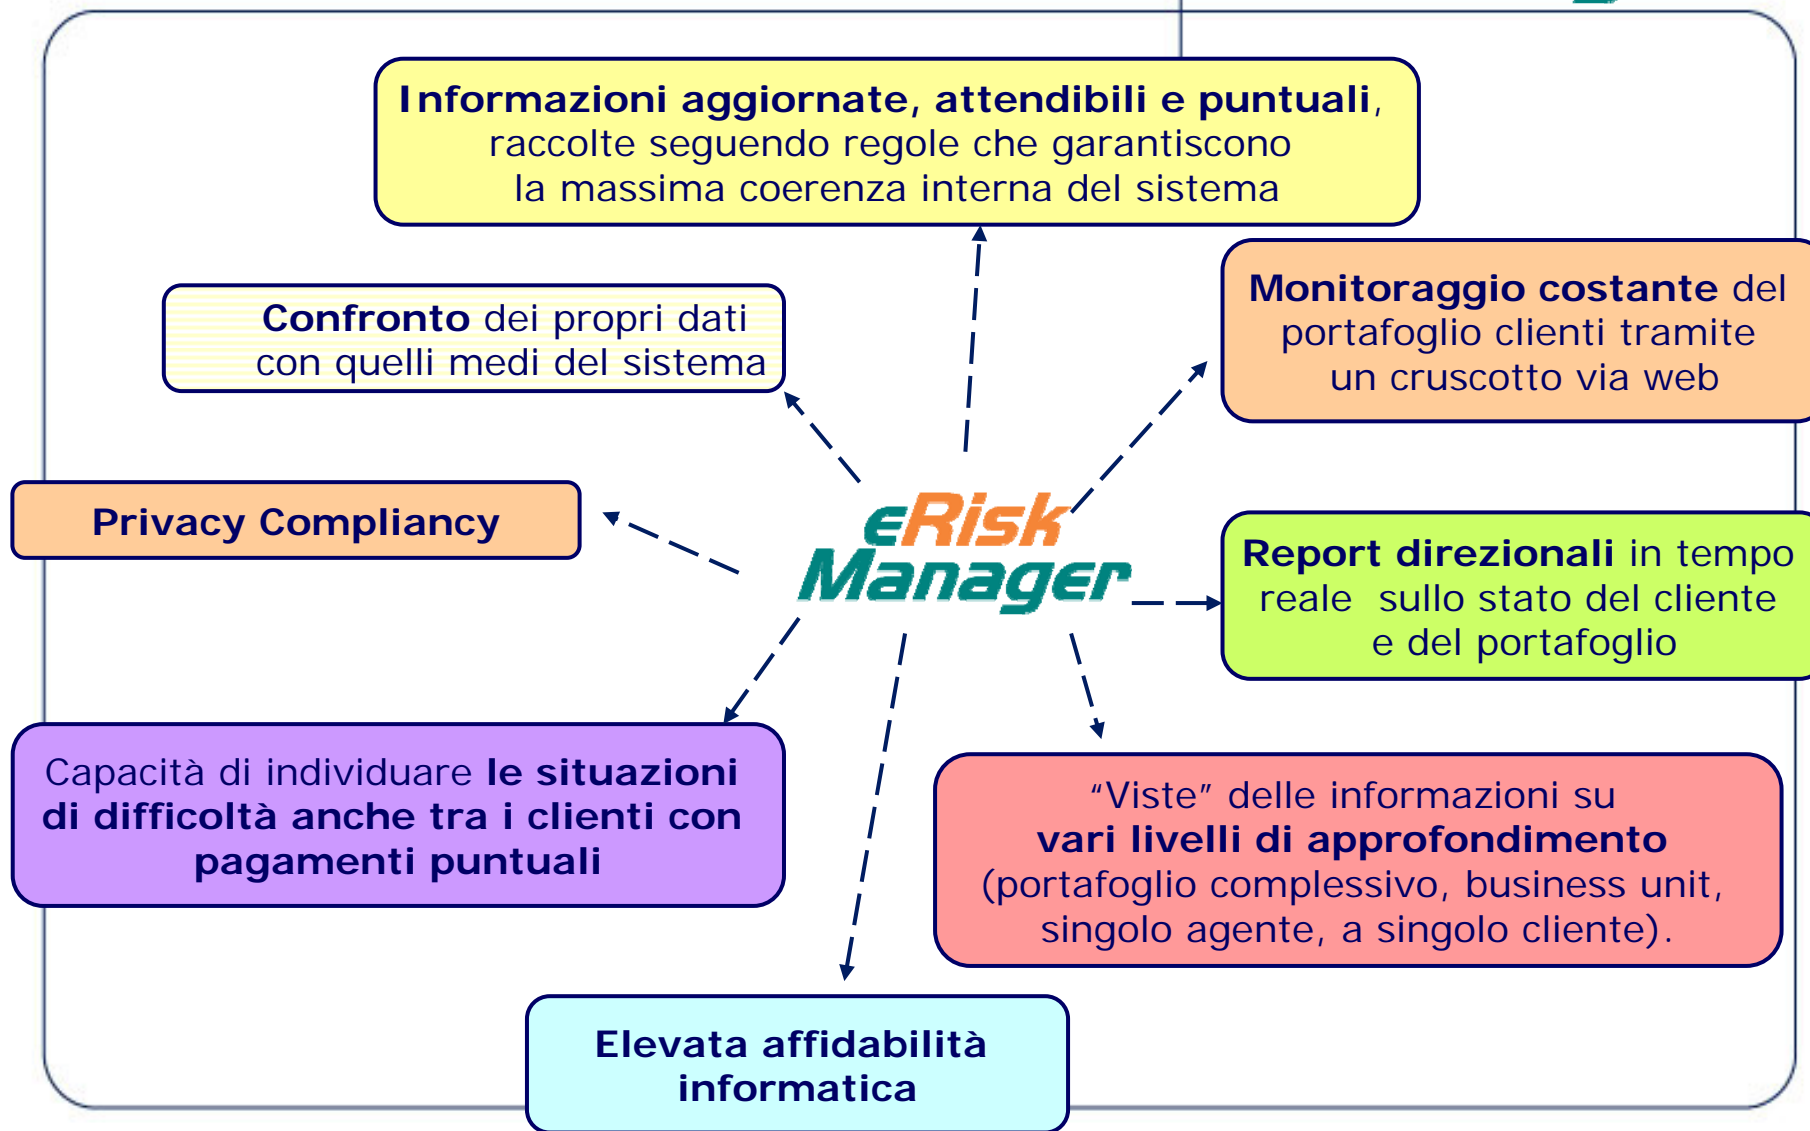 Informazioni aggiornate, attendibili e puntuali,
raccolte seguendo regole che garantiscono
la massima coerenza interna del sistema
Monitoraggio costante del
portafoglio clienti tramite
un cruscotto via web
Confronto dei propri dati
con quelli medi del sistema
Privacy Compliancy
eRisk
Manager
Report direzionali in tempo
reale sullo stato del cliente
e del portafoglio
Capacità di individuare le situazioni
di difficoltà anche tra i clienti con
pagamenti puntuali
“Viste” delle informazioni su
vari livelli di approfondimento
(portafoglio complessivo, business unit,
singolo agente, a singolo cliente).
Elevata affidabilità
informatica